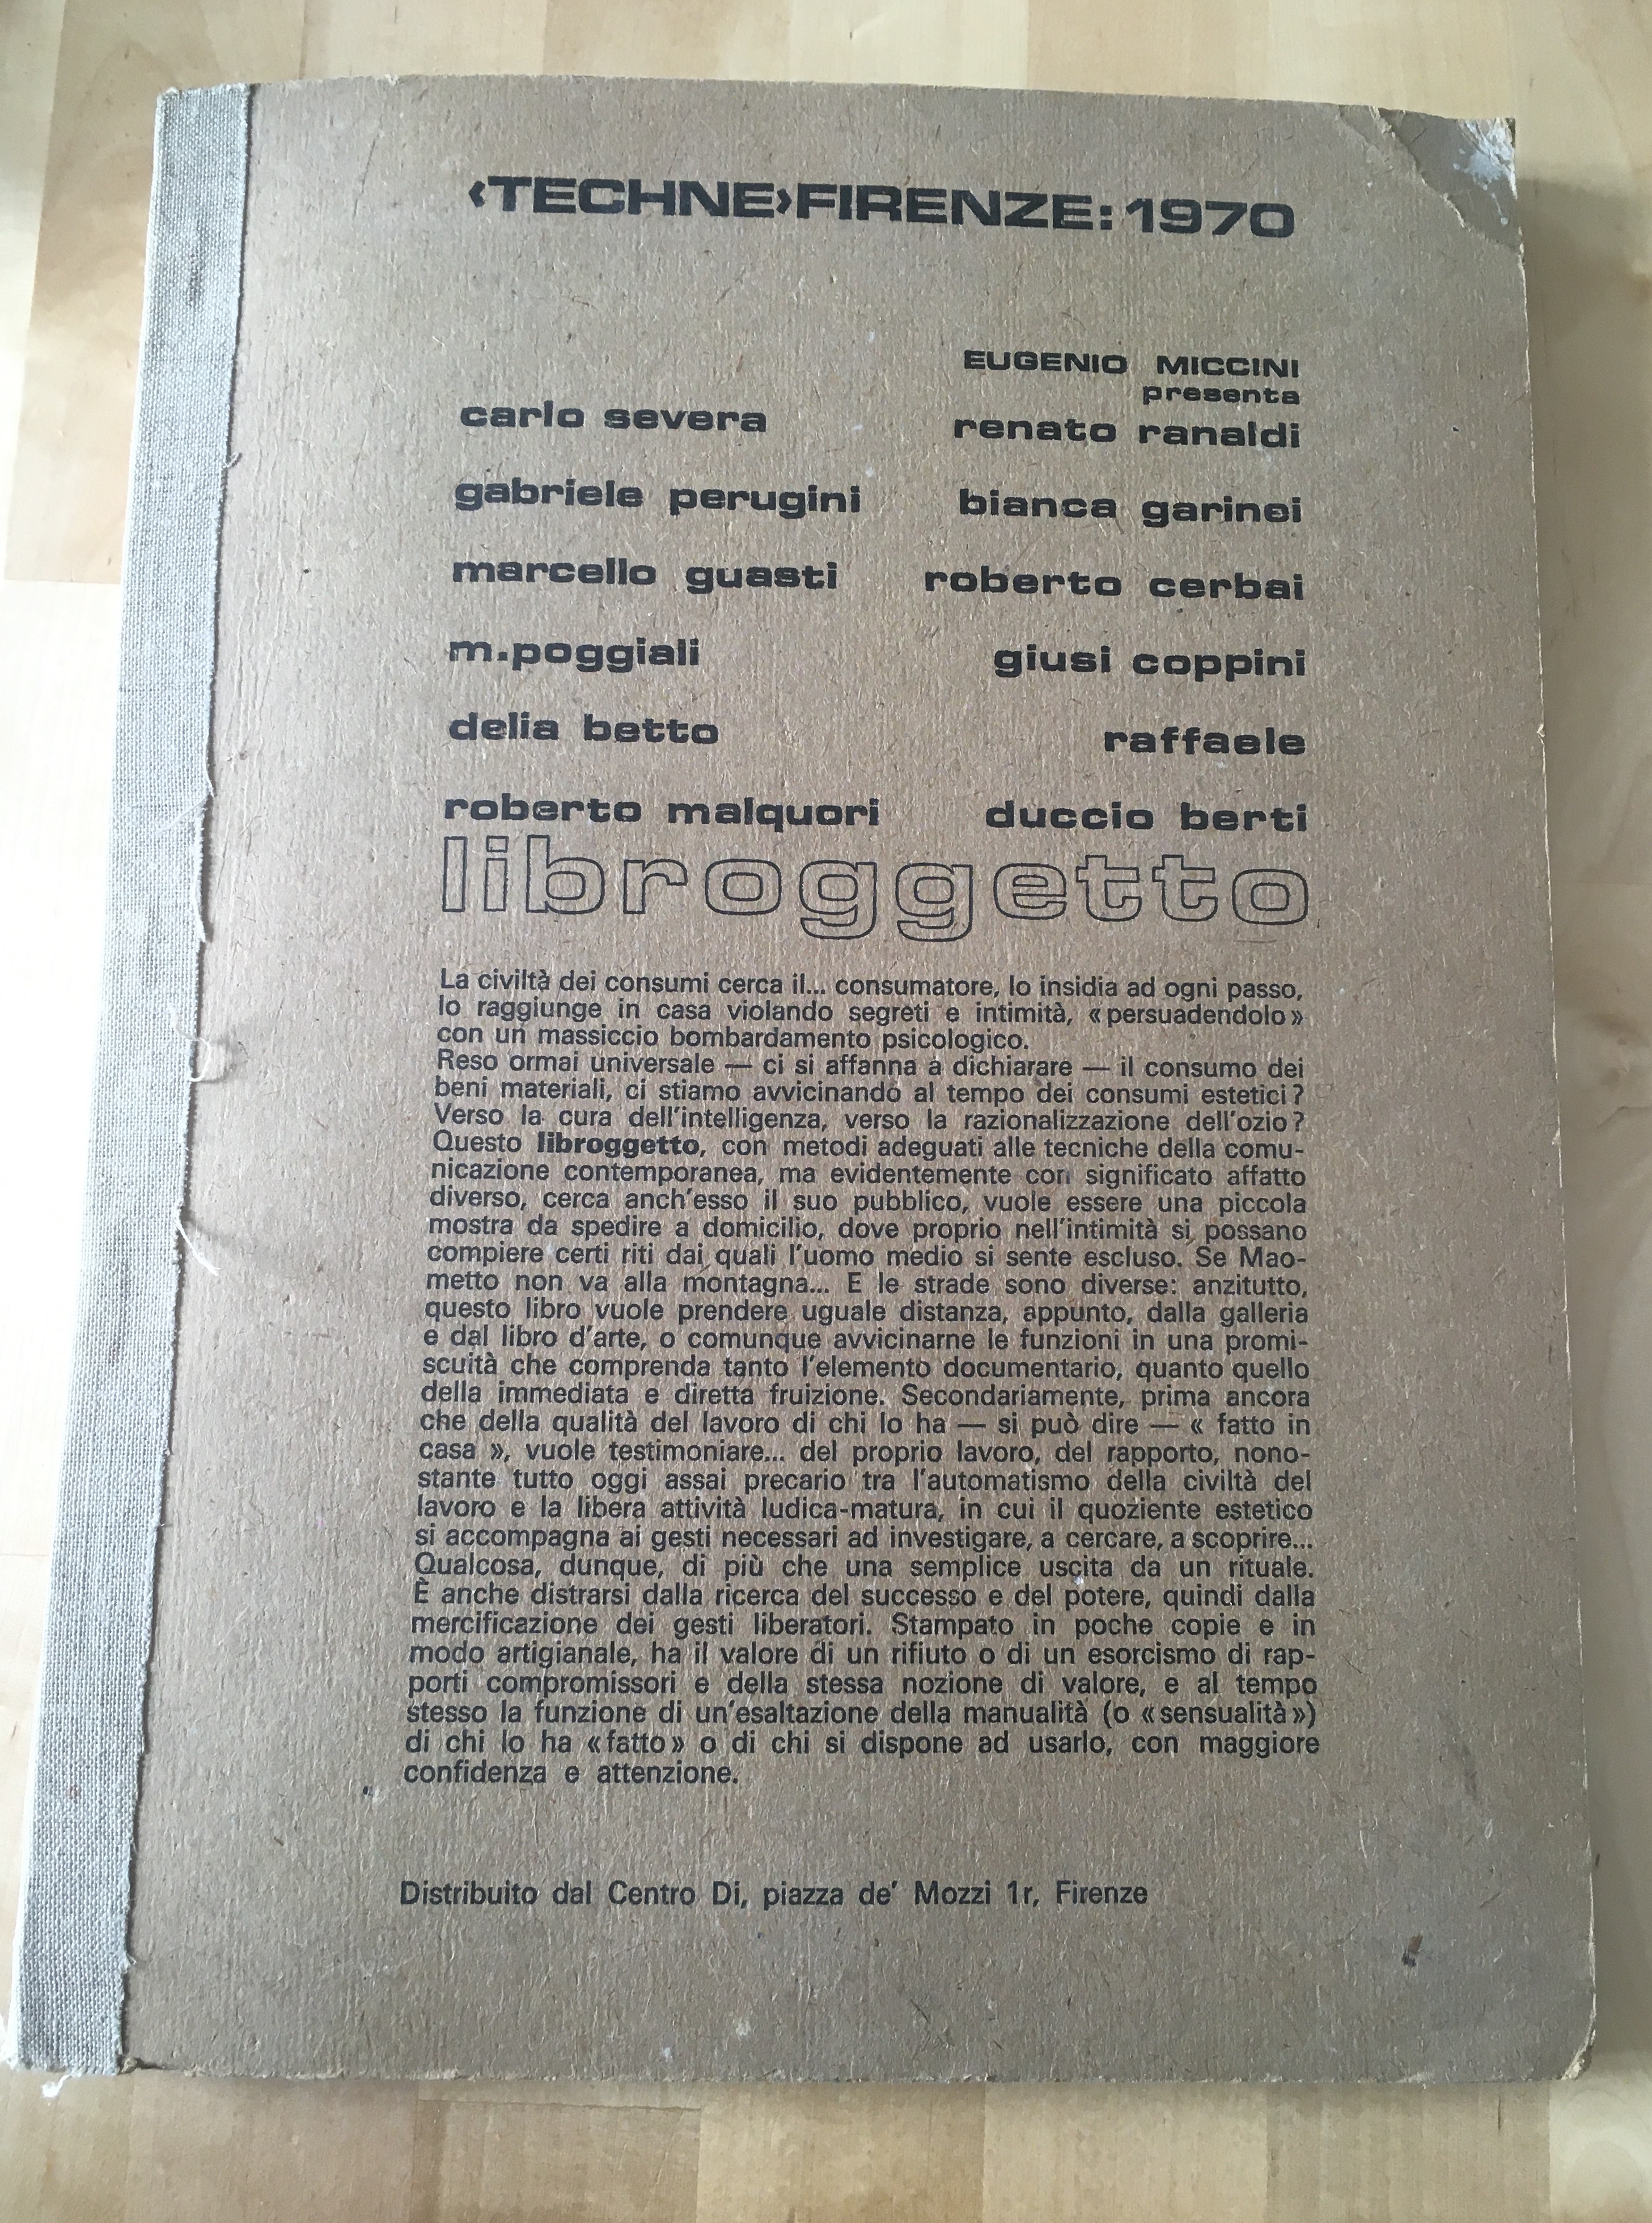 ‹TECHNE›FIRENZE:1970
EUGENIO MICCINI
presenta
carlo severa renato ranaldi
gabriele perugini bianca garinei
marcello guasti roberto cerbai
m.poggiali giusi coppini
delia betto raffaele
roberto malquori duccio berti
libroggetto
La civiltà dei consumi cerca il... consumatore, lo insidia ad ogni passo,
lo raggiunge in casa violando segreti e intimità, «persuadendolo»
con un massiccio bombardamento psicologico.
Reso ormai universale — ci si affanna a dichiarare — il consumo dei
beni materiali, ci stiamo avvicinando al tempo dei consumi estetici?
Verso la cura dell'intelligenza, verso la razionalizzazione dell'ozio?
Questo libroggetto, con metodi adeguati alle tecniche della comu-
nicazione contemporanea, ma evidentemente con significato affatto
diverso, cerca anch'esso il suo pubblico, vuole essere una piccola
mostra da spedire a domicilio, dove proprio nell'intimità si possano
compiere certi riti dai quali l'uomo medio si sente escluso. Se Mao-
metto non va alla montagna... E le strade sono diverse: anzitutto,
questo libro vuole prendere uguale distanza, appunto, dalla galleria
e dal libro d'arte, o comunque avvicinarne le funzioni in una promi-
scuità che comprenda tanto l'elemento documentario, quanto quello
della immediata e diretta fruizione. Secondariamente, prima ancora
che della qualità del lavoro di chi lo ha — si può dire — « fatto in
casa », vuole testimoniare... del proprio lavoro, del rapporto, nono-
stante tutto oggi assai precario tra l'automatismo della civiltà del
lavoro e la libera attività ludica-matura, in cui il quoziente estetico
si accompagna ai gesti necessari ad investigare, a cercare, a scoprire...
Qualcosa, dunque, di più che una semplice uscita da un rituale.
È anche distrarsi dalla ricerca del successo e del potere, quindi dalla
mercificazione dei gesti liberatori. Stampato in poche copie e in
modo artigianale, ha il valore di un rifiuto o di un esorcismo di rap-
porti compromissori e della stessa nozione di valore, e al tempo
stesso la funzione di un'esaltazione della manualità (o «sensualità»)
di chi lo ha «fatto» o di chi si dispone ad usarlo, con maggiore
confidenza e attenzione.
Distribuito dal Centro Di, piazza de' Mozzi 1r, Firenze